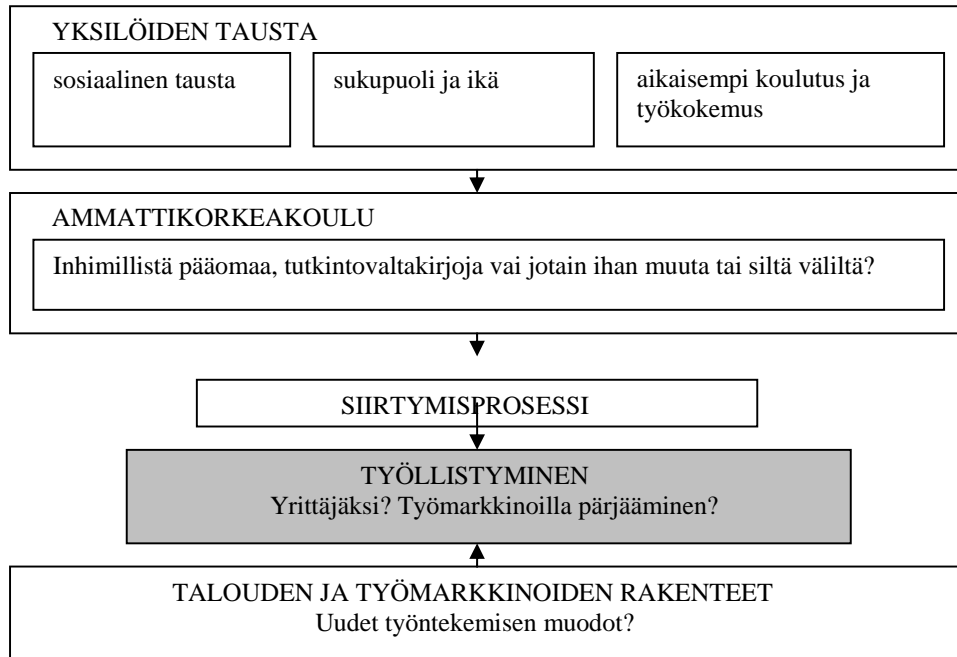 YKSILÖIDEN TAUSTA
sosiaalinen tausta
sukupuoli ja ikä
aikaisempi koulutus ja
työkokemus
AMMATTIKORKEAKOULU
Inhimillistä pääomaa, tutkintovaltakirjoja vai jotain ihan muuta tai siltä väliltä?
SIIRTYMISPROSESSI
TYÖLLISTYMINEN
Yrittäjäksi? Työmarkkinoilla pärjääminen?
TALOUDEN JA TYÖMARKKINOIDEN RAKENTEET
Uudet työntekemisen muodot?